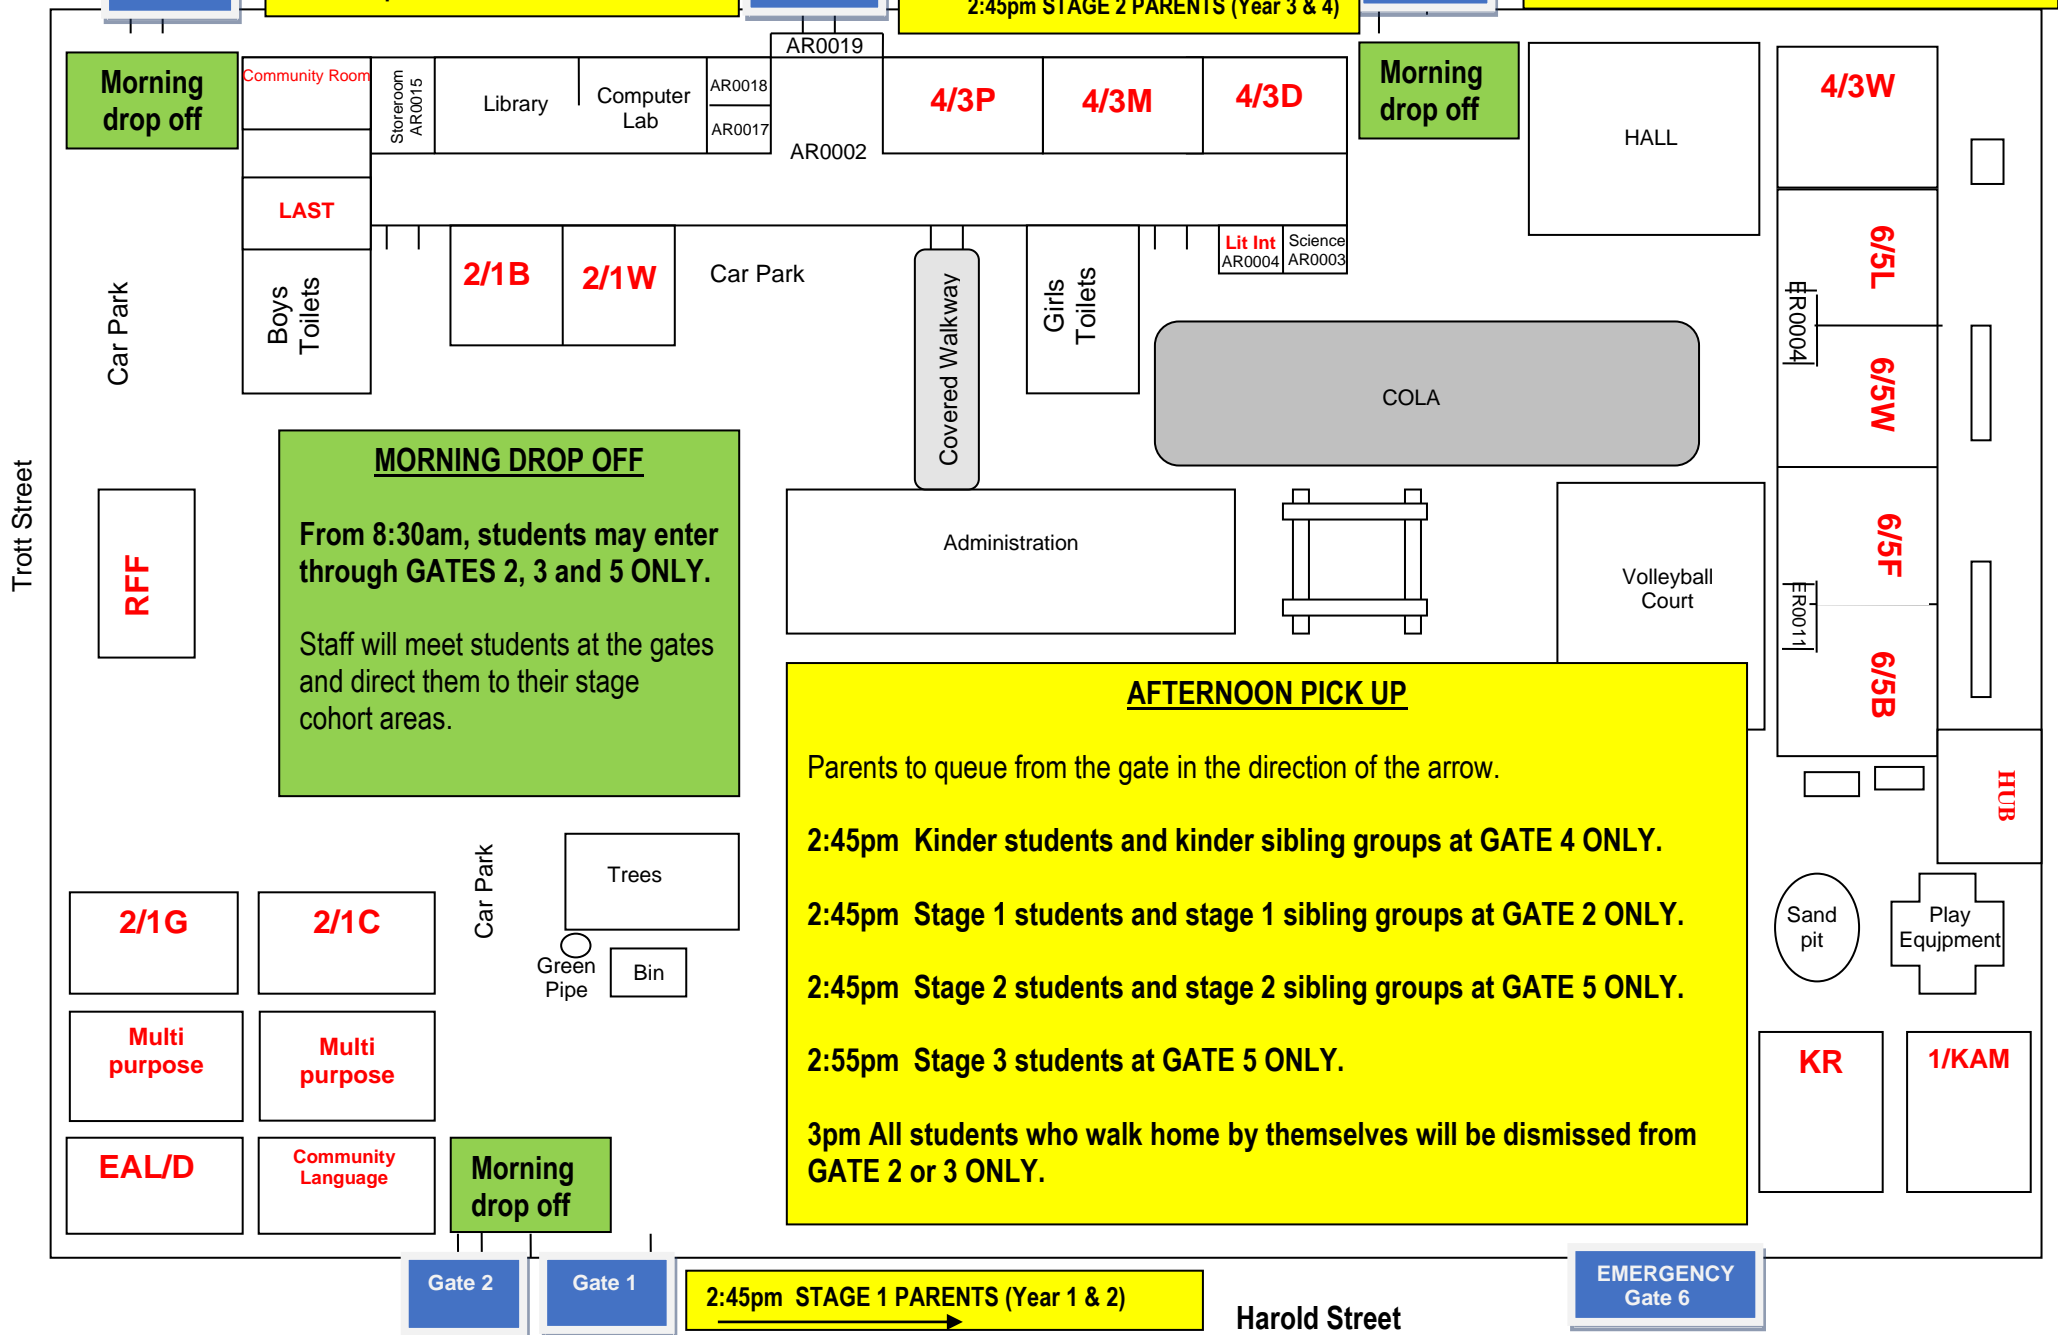 2:45pm STAGE 2 PARENTS (Year 3 & 4)
Morning
drop off
Community Room
Storeroom
AR0015
Library
Computer
Lab
AR0018
AR0017
AR0019
AR0002
4/3P
4/3M
4/3D
Morning
drop off
HALL
4/3W
LAST
Boys
Toilets
2/1B
2/1W
Car Park
Covered Walkway
Girls
Toilets
Lit Int
AR0004
Science
AR0003
COLA
6/5L
ER0004
6/5W
6/5F
ER0011
6/5B
HUB
Car Park
Trott Street
RFF
MORNING DROP OFF
From 8:30am, students may enter
through GATES 2, 3 and 5 ONLY.
Staff will meet students at the gates
and direct them to their stage
cohort areas.
Administration
Volleyball
Court
AFTERNOON PICK UP
Parents to queue from the gate in the direction of the arrow.
2:45pm Kinder students and kinder sibling groups at GATE 4 ONLY.
2:45pm Stage 1 students and stage 1 sibling groups at GATE 2 ONLY.
2:45pm Stage 2 students and stage 2 sibling groups at GATE 5 ONLY.
2:55pm Stage 3 students at GATE 5 ONLY.
3pm All students who walk home by themselves will be dismissed from
GATE 2 or 3 ONLY.
Car Park
Trees
Green
Pipe
Bin
2/1G
2/1C
Multi
purpose
Multi
purpose
EAL/D
Community
Language
Morning
drop off
Sand
pit
Play
Equjpment
KR
1/KAM
Gate 2
Gate 1
2:45pm STAGE 1 PARENTS (Year 1 & 2)
Harold Street
EMERGENCY
Gate 6